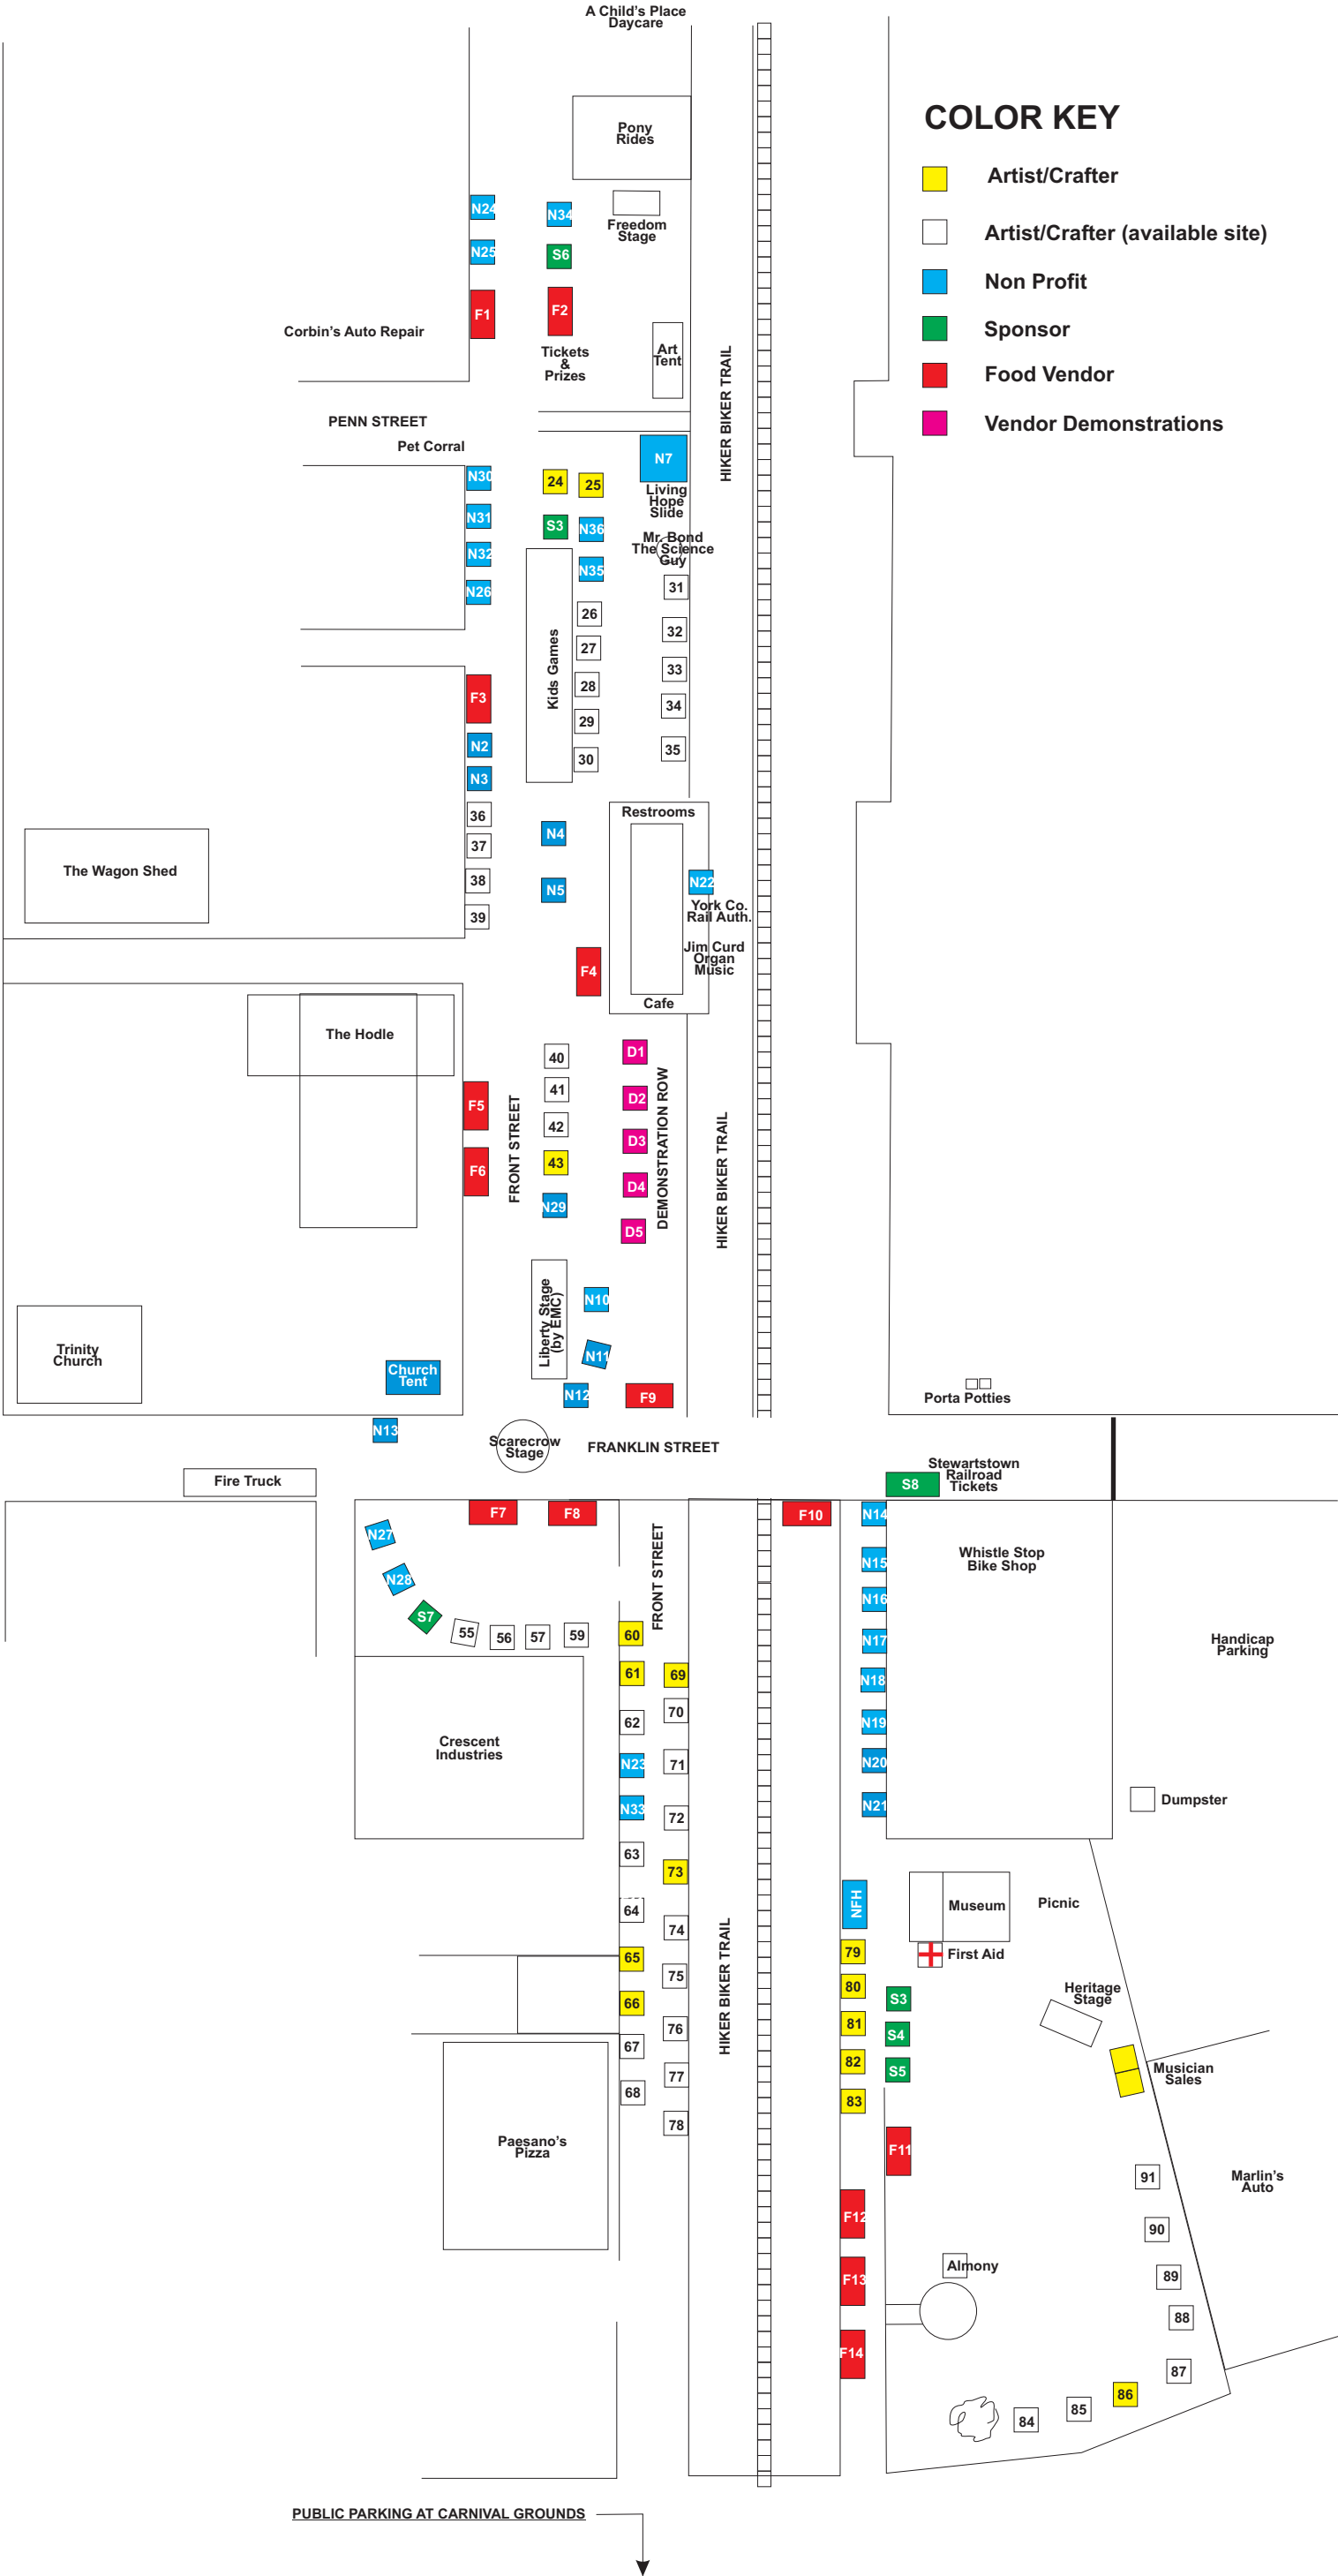 A Child's Place
Daycare
Pony
Rides
COLOR KEY
Artist/Crafter
Artist/Crafter (available site)
Non Profit
Sponsor
Food Vendor
Vendor Demonstrations
N24
N34
Freedom
Stage
N25
S6
F1
F2
Corbin's Auto Repair
Tickets
&
Prizes
Art
Tent
HIKER BIKER TRAIL
PENN STREET
Pet Corral
N7
Living
Hope
Slide
N30
24
25
N31
S3
N36
Mr. Bond
The Science
Guy
N32
N35
N26
31
26
32
27
33
Kids Games
28
34
29
35
30
F3
N2
N3
36
37
38
39
The Wagon Shed
N4
N5
Restrooms
N22
York Co.
Rail Auth.
Jim Curd
Organ
Music
F4
Cafe
The Hodle
40
41
42
43
N29
D1
D2
D3
D4
D5
DEMONSTRATION ROW
F5
F6
FRONT STREET
HIKER BIKER TRAIL
Liberty Stage
(by EMC)
N10
N11
N12
F9
Trinity
Church
Church
Tent
N13
Scarecrow
Stage
FRANKLIN STREET
Porta Potties
Fire Truck
Stewartstown
Railroad
Tickets
S8
F7
F8
F10
N14
N27
N28
S7
55
56
57
59
60
FRONT STREET
N15
N16
N17
N18
N19
N20
N21
Whistle Stop
Bike Shop
Handicap
Parking
61
69
62
70
Crescent
Industries
N23
71
N33
72
Dumpster
63
73
64
74
65
75
66
76
67
77
68
78
HIKER BIKER TRAIL
NFH
Museum
Picnic
First Aid
79
80
81
82
83
S3
S4
S5
Heritage
Stage
Musician
Sales
Paesano's
Pizza
F11
F12
F13
F14
Almony
91
90
89
88
87
86
85
84
Marlin's
Auto
PUBLIC PARKING AT CARNIVAL GROUNDS